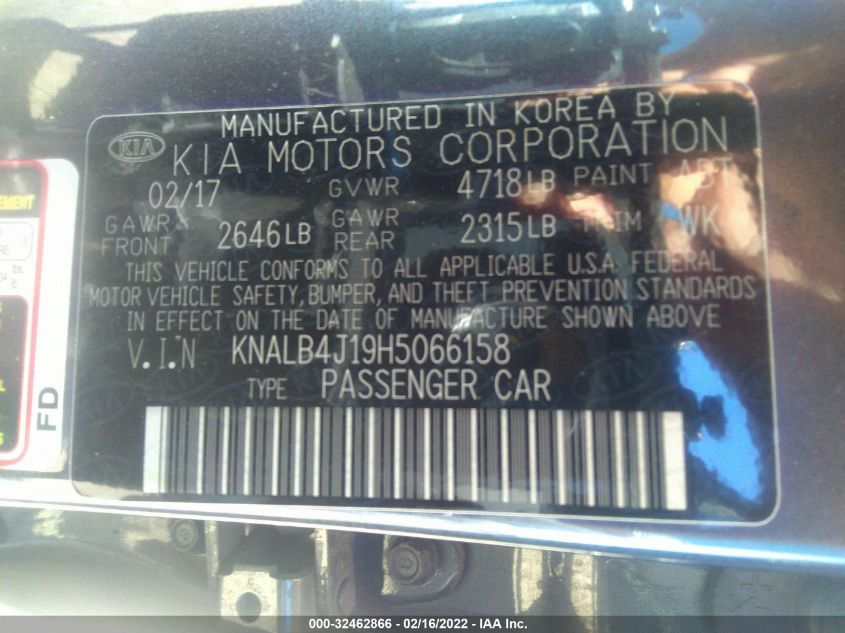 MANUFACTURED IN KOREA BY
KIA KIA MOTORS CORPORATION
02/17 GVWR 4718LB PAINT ABT
GAWR FRONT 2646LB GAWR REAR 2315LB TRIM WK
THIS VEHICLE CONFORMS TO ALL APPLICABLE U.S.A. FEDERAL
MOTOR VEHICLE SAFETY, BUMPER, AND THEFT PREVENTION STANDARDS
IN EFFECT ON THE DATE OF MANUFACTURE SHOWN ABOVE
V.I.N KNALB4J19H5066158
TYPE PASSENGER CAR
FD
000-32462866 - 02/16/2022 - IAA Inc.